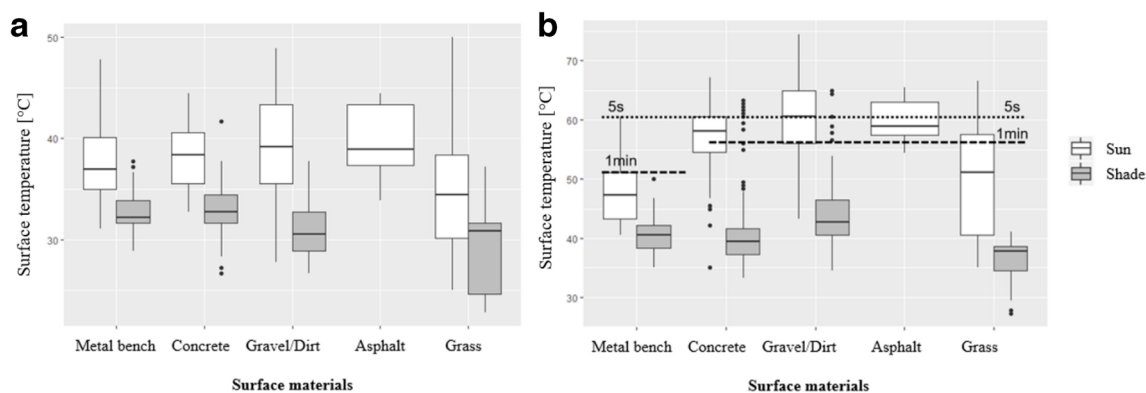 a
b
Surface temperature [°C]
50
40
30
Metal bench Concrete Gravel/Dirt Asphalt Grass
Surface materials
Surface temperature [°C]
70
60
50
40
30
5s
5s
1min
1min
Metal bench Concrete Gravel/Dirt Asphalt Grass
Surface materials
Sun
Shade